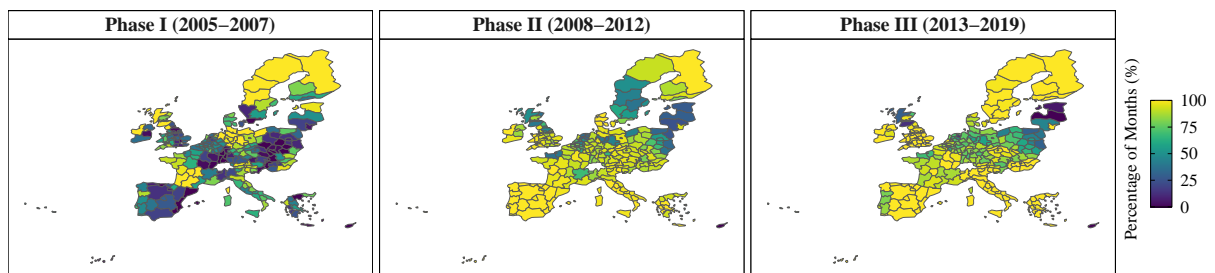 Phase I (2005−2007)
Phase II (2008−2012)
Phase III (2013−2019)
Percentage of Months (%)
100
75
50
25
0